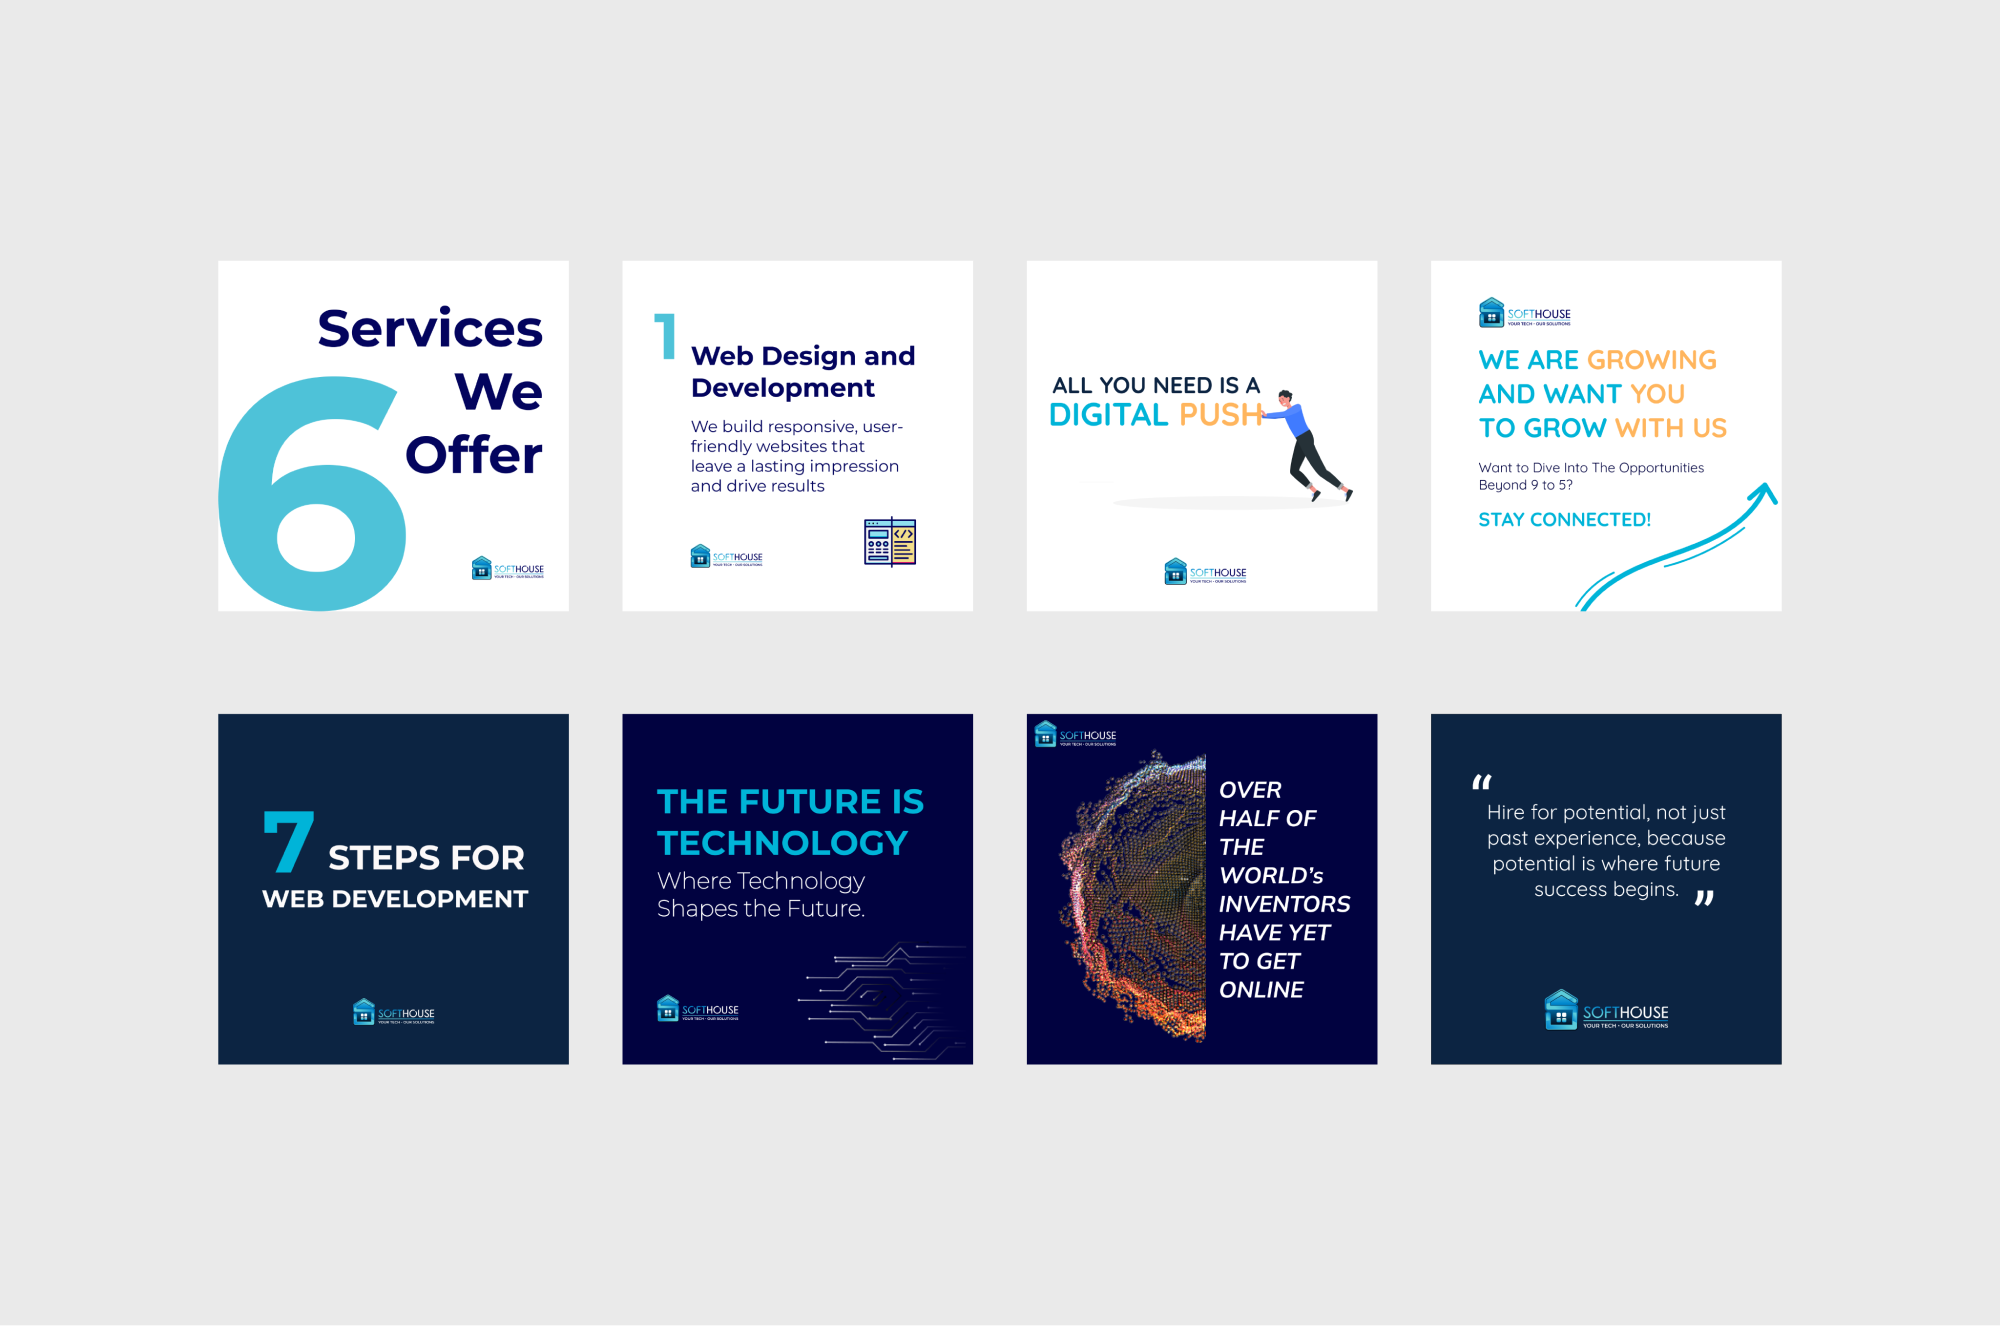 Services
We
Offer
6
SOFTHOUSE
YOUR TECH • OUR SOLUTIONS
1
Web Design and
Development
We build responsive, user-
friendly websites that
leave a lasting impression
and drive results
SOFTHOUSE
YOUR TECH • OUR SOLUTIONS
</>
ALL YOU NEED IS A
DIGITAL PUSH
SOFTHOUSE
YOUR TECH • OUR SOLUTIONS
SOFTHOUSE
YOUR TECH • OUR SOLUTIONS
WE ARE GROWING
AND WANT YOU
TO GROW WITH US
Want to Dive Into The Opportunities
Beyond 9 to 5?
STAY CONNECTED!
7 STEPS FOR
WEB DEVELOPMENT
SOFTHOUSE
YOUR TECH • OUR SOLUTIONS
THE FUTURE IS
TECHNOLOGY
Where Technology
Shapes the Future.
SOFTHOUSE
YOUR TECH • OUR SOLUTIONS
SOFTHOUSE
YOUR TECH • OUR SOLUTIONS
OVER
HALF OF
THE
WORLD's
INVENTORS
HAVE YET
TO GET
ONLINE
“
Hire for potential, not just
past experience, because
potential is where future
success begins. ”
SOFTHOUSE
YOUR TECH • OUR SOLUTIONS